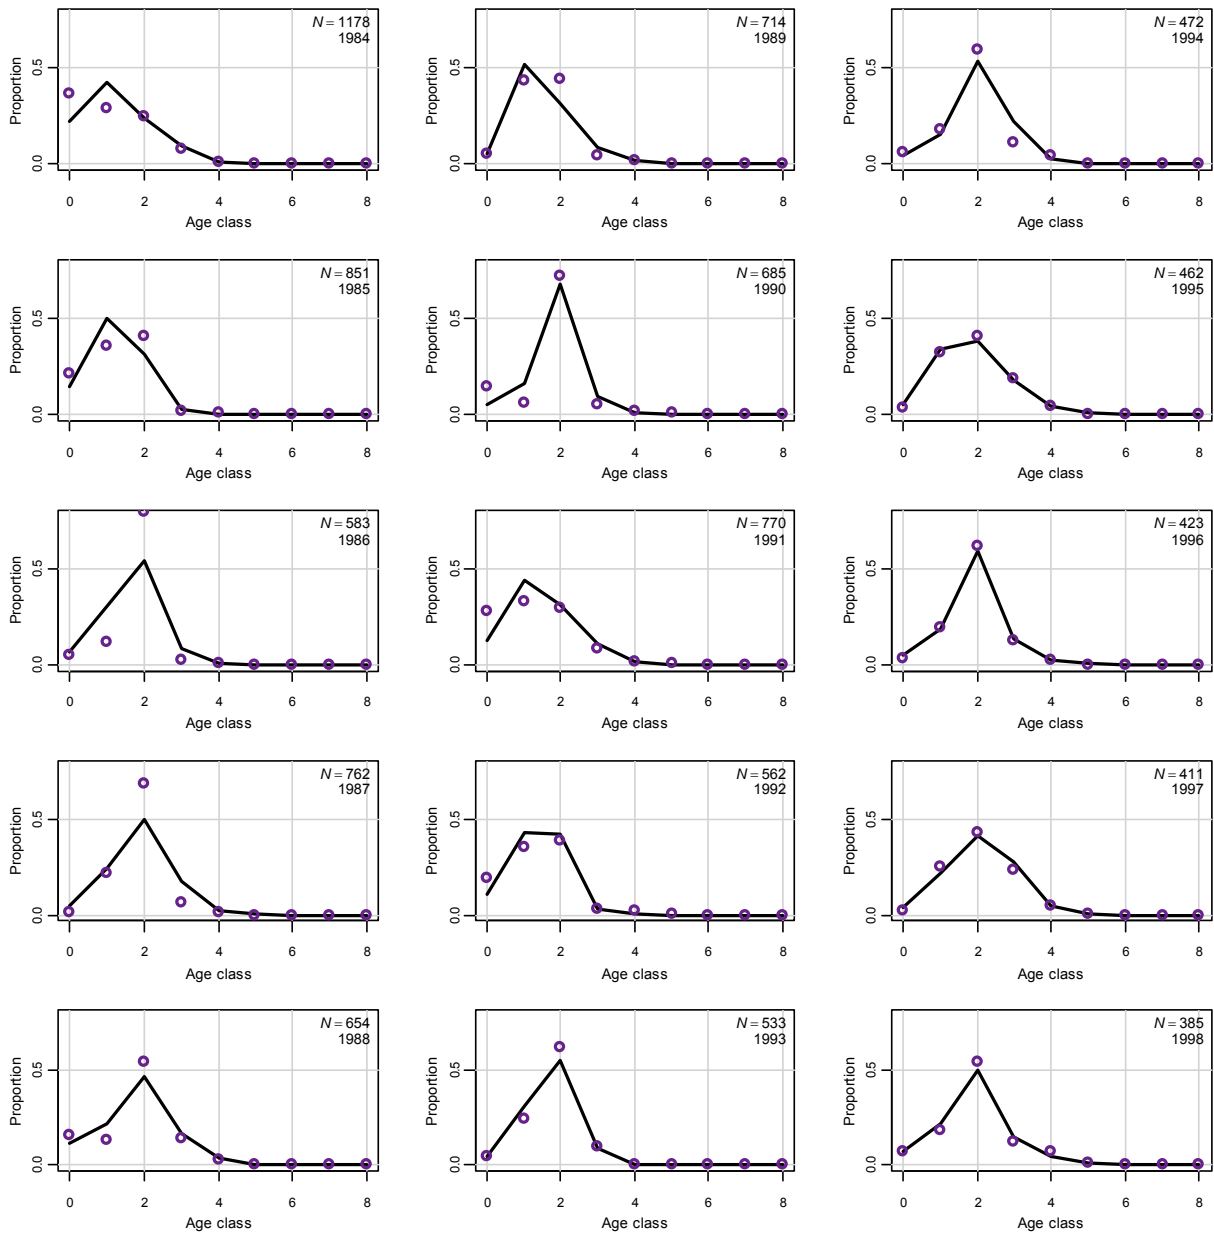 N = 1178
1984
0.5
0.0
Proportion
0 2 4 6 8
Age class
N = 714
1989
0.5
0.0
Proportion
0 2 4 6 8
Age class
N = 472
1994
0.5
0.0
Proportion
0 2 4 6 8
Age class
N = 851
1985
0.5
0.0
Proportion
0 2 4 6 8
Age class
N = 685
1990
0.5
0.0
Proportion
0 2 4 6 8
Age class
N = 462
1995
0.5
0.0
Proportion
0 2 4 6 8
Age class
N = 583
1986
0.5
0.0
Proportion
0 2 4 6 8
Age class
N = 770
1991
0.5
0.0
Proportion
0 2 4 6 8
Age class
N = 423
1996
0.5
0.0
Proportion
0 2 4 6 8
Age class
N = 762
1987
0.5
0.0
Proportion
0 2 4 6 8
Age class
N = 562
1992
0.5
0.0
Proportion
0 2 4 6 8
Age class
N = 411
1997
0.5
0.0
Proportion
0 2 4 6 8
Age class
N = 654
1988
0.5
0.0
Proportion
0 2 4 6 8
Age class
N = 533
1993
0.5
0.0
Proportion
0 2 4 6 8
Age class
N = 385
1998
0.5
0.0
Proportion
0 2 4 6 8
Age class